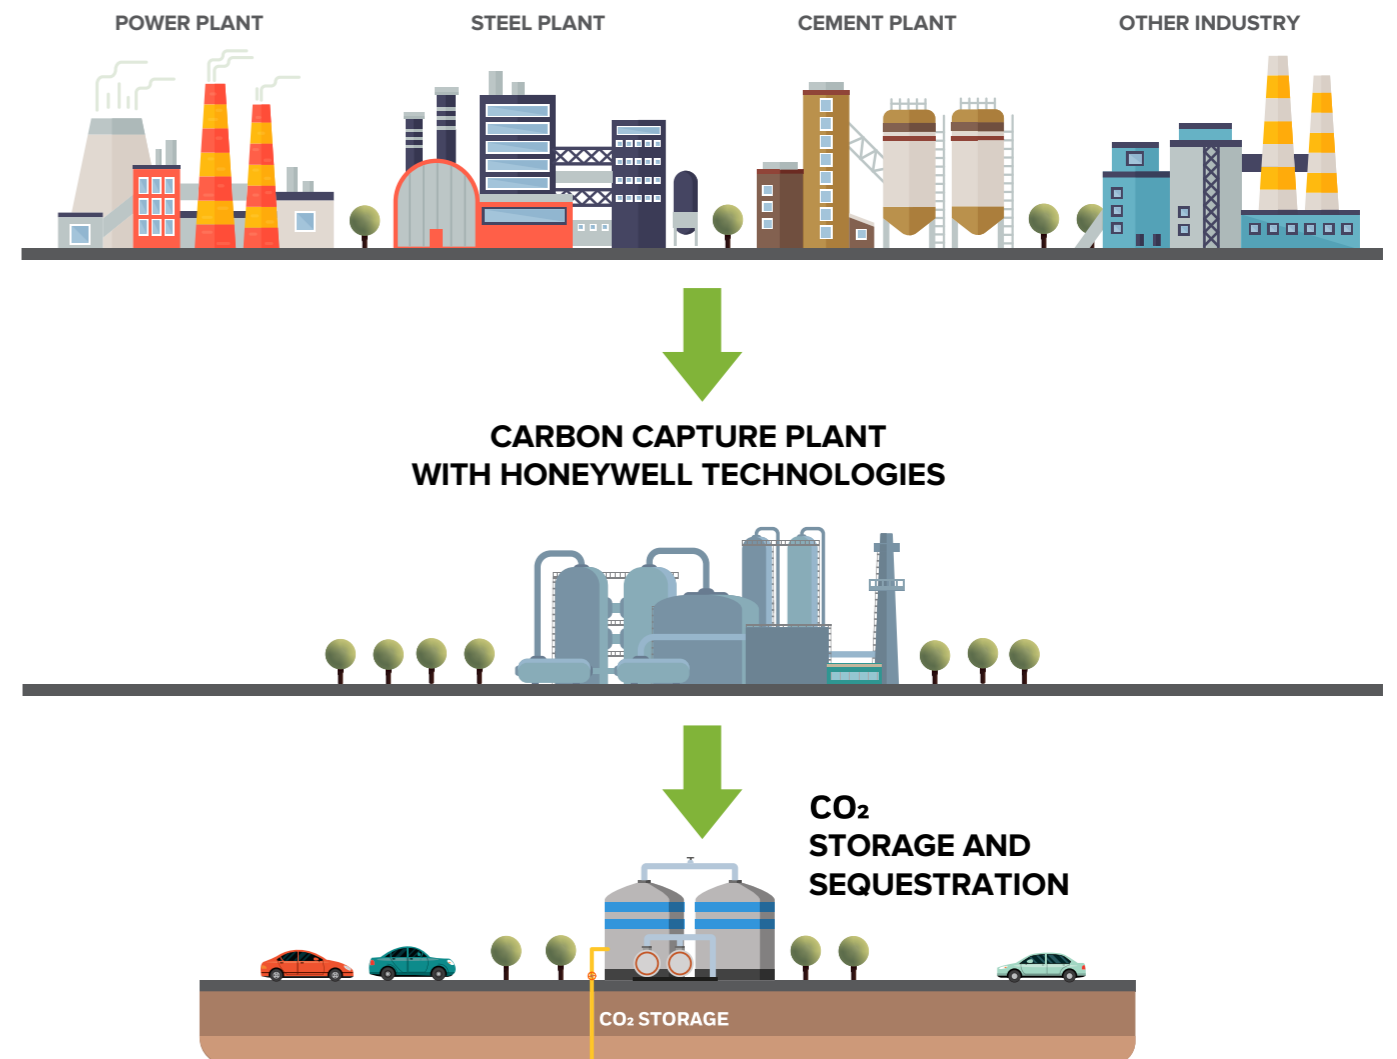 POWER PLANT
STEEL PLANT
CEMENT PLANT
OTHER INDUSTRY
CARBON CAPTURE PLANT
WITH HONEYWELL TECHNOLOGIES
CO₂
STORAGE AND
SEQUESTRATION
CO₂ STORAGE